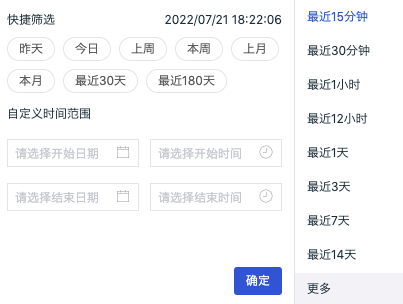 快捷筛选 2022/07/21 18:22:06
昨天 今日 上周 本周 上月
本月 最近30天 最近180天
自定义时间范围
请选择开始日期 请选择开始时间
请选择结束日期 请选择结束时间
确定
最近15分钟
最近30分钟
最近1小时
最近12小时
最近1天
最近3天
最近7天
最近14天
更多